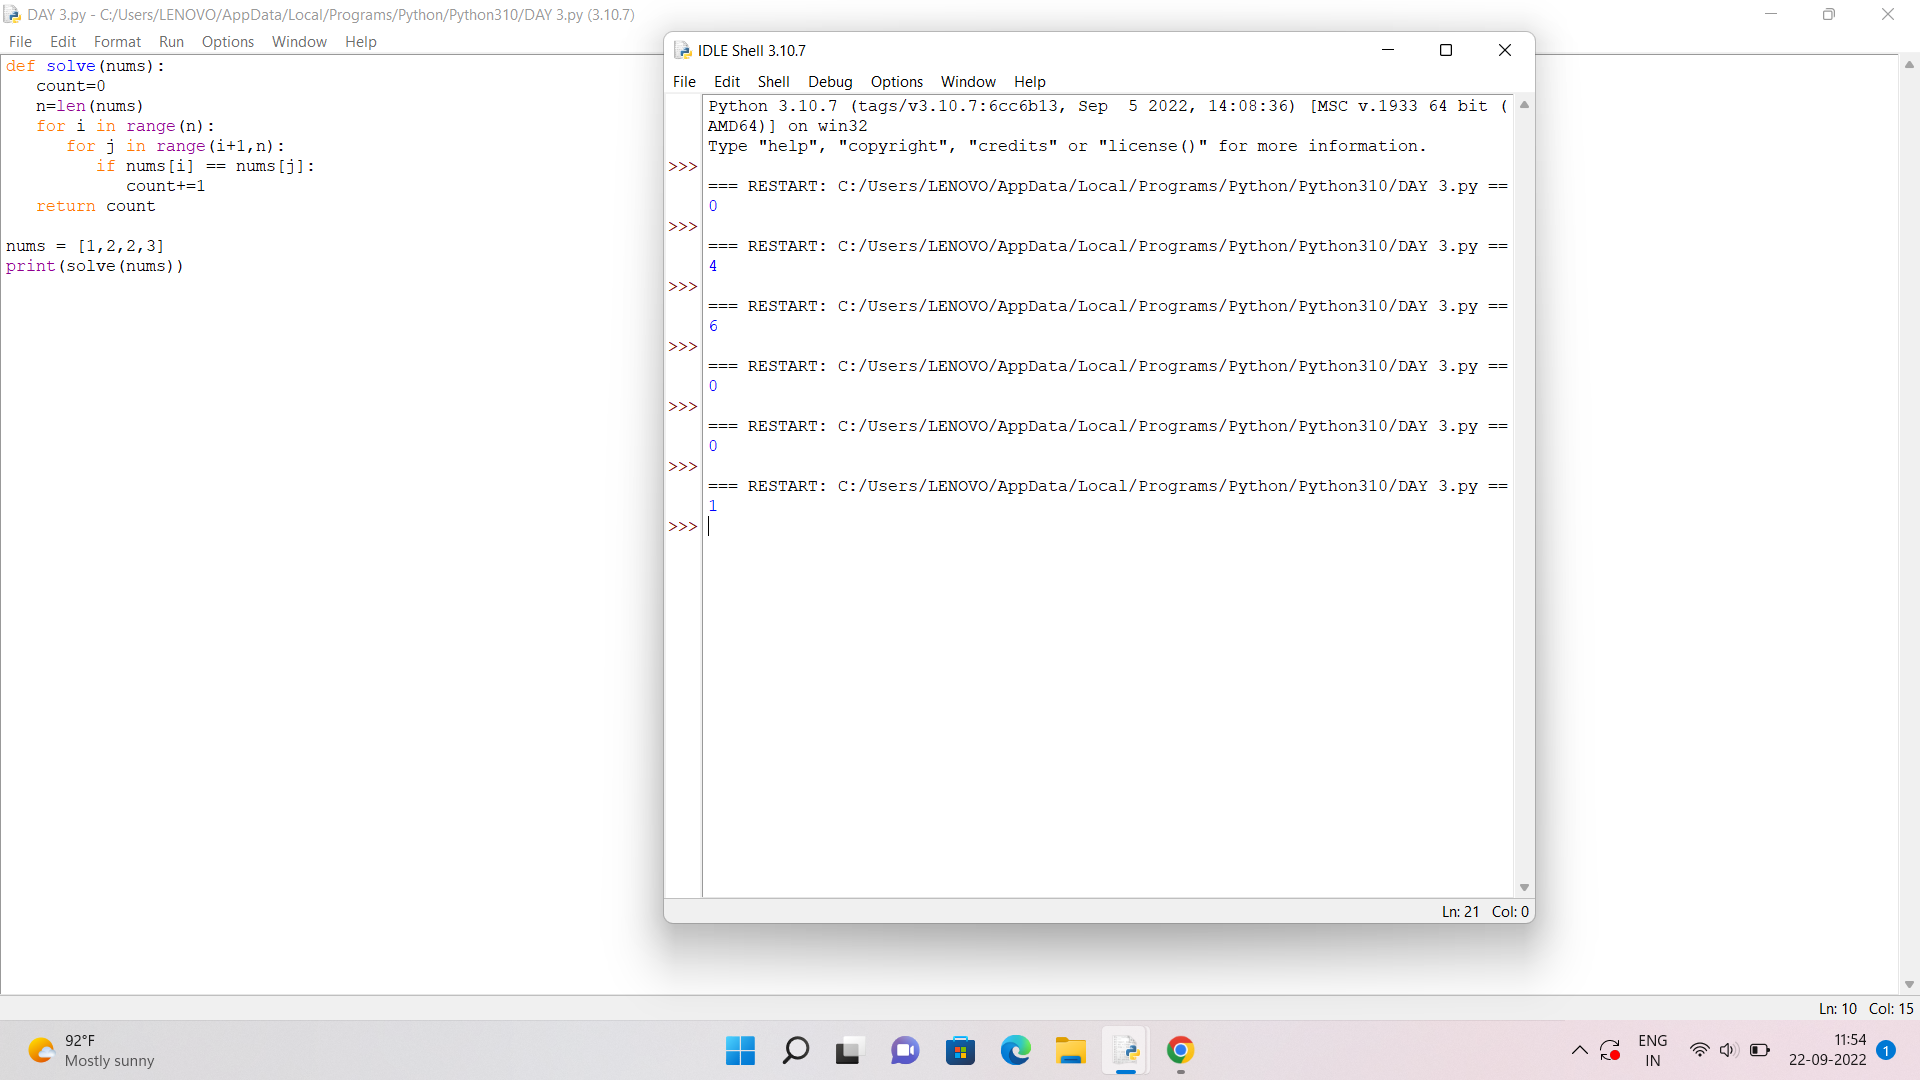 DAY 3.py - C:/Users/LENOVO/AppData/Local/Programs/Python/Python310/DAY 3.py (3.10.7)
File Edit Format Run Options Window Help
def solve(nums):
   count=0
   n=len(nums)
   for i in range(n):
      for j in range(i+1,n):
         if nums[i] == nums[j]:
            count+=1
   return count

nums = [1,2,2,3]
print(solve(nums))
Ln: 10 Col: 15
IDLE Shell 3.10.7
File Edit Shell Debug Options Window Help
Python 3.10.7 (tags/v3.10.7:6cc6b13, Sep  5 2022, 14:08:36) [MSC v.1933 64 bit (
AMD64)] on win32
Type "help", "copyright", "credits" or "license()" for more information.
>>>
=== RESTART: C:/Users/LENOVO/AppData/Local/Programs/Python/Python310/DAY 3.py ==
0
>>>
=== RESTART: C:/Users/LENOVO/AppData/Local/Programs/Python/Python310/DAY 3.py ==
4
>>>
=== RESTART: C:/Users/LENOVO/AppData/Local/Programs/Python/Python310/DAY 3.py ==
6
>>>
=== RESTART: C:/Users/LENOVO/AppData/Local/Programs/Python/Python310/DAY 3.py ==
0
>>>
=== RESTART: C:/Users/LENOVO/AppData/Local/Programs/Python/Python310/DAY 3.py ==
0
>>>
=== RESTART: C:/Users/LENOVO/AppData/Local/Programs/Python/Python310/DAY 3.py ==
1
>>>
Ln: 21 Col: 0
92°F
Mostly sunny
ENG
IN
11:54
22-09-2022
1